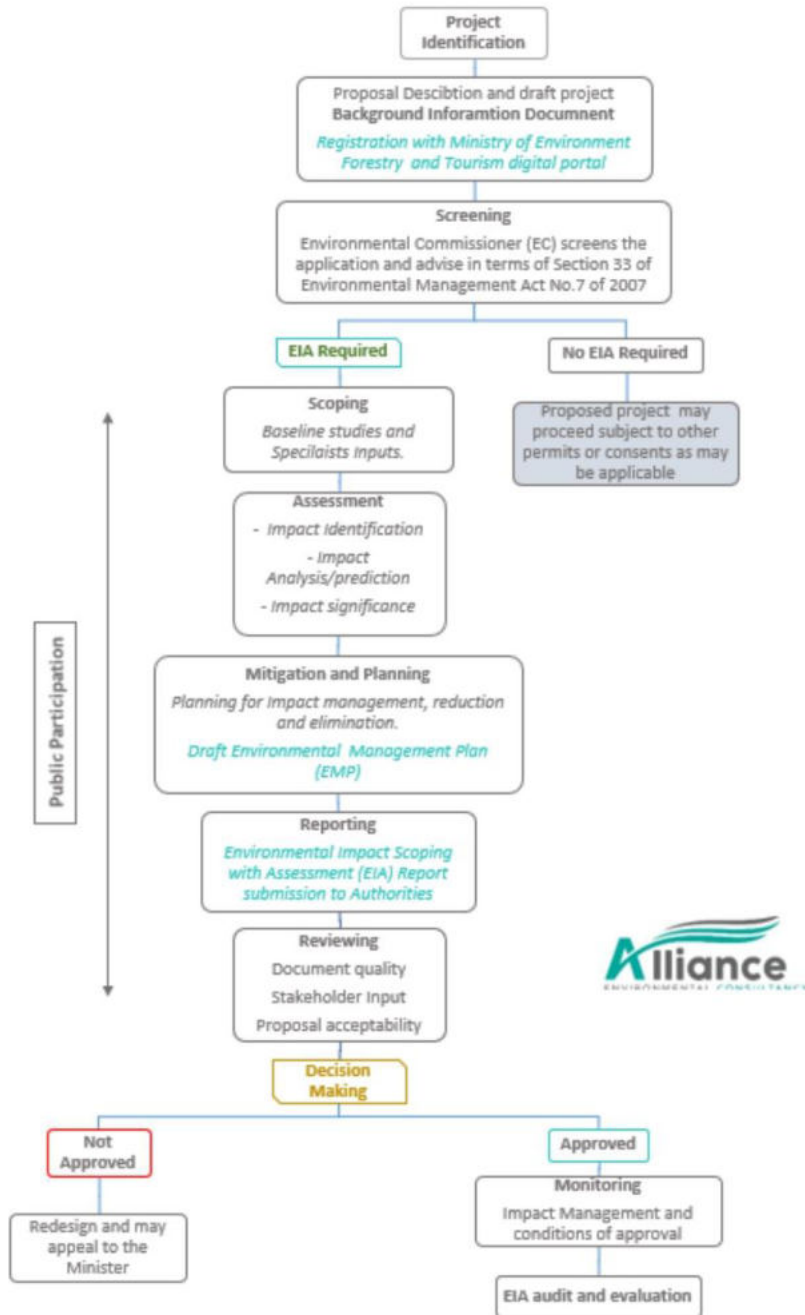 Project
Identification
Proposal Descibtion and draft project
Background Inforamtion Documnent
Registration with Ministry of Environment
Forestry and Tourism digital portal
Screening
Environmental Commissioner (EC) screens the
application and advise in terms of Section 33 of
Environmental Management Act No.7 of 2007
EIA Required
No EIA Required
Scoping
Baseline studies and
Specilaists Inputs.
Proposed project may
proceed subject to other
permits or consents as may
be applicable
Assessment
- Impact Identification
- Impact
Analysis/prediction
- Impact significance
Public Participation
Mitigation and Planning
Planning for Impact management, reduction
and elimination.
Draft Environmental Management Plan
(EMP)
Reporting
Environmental Impact Scoping
with Assessment (EIA) Report
submission to Authorities
Reviewing
Document quality
Stakeholder Input
Proposal acceptability
Alliance
ENVIRONMENTAL CONSULTANCY
Decision
Making
Not
Approved
Approved
Redesign and may
appeal to the
Minister
Monitoring
Impact Management and
conditions of approval
EIA audit and evaluation